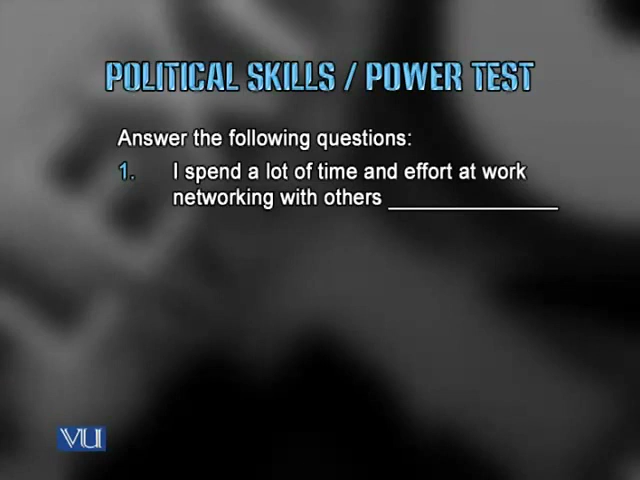 POLITICAL SKILLS / POWER TEST
Answer the following questions:
1. I spend a lot of time and effort at work
networking with others _______________
VU